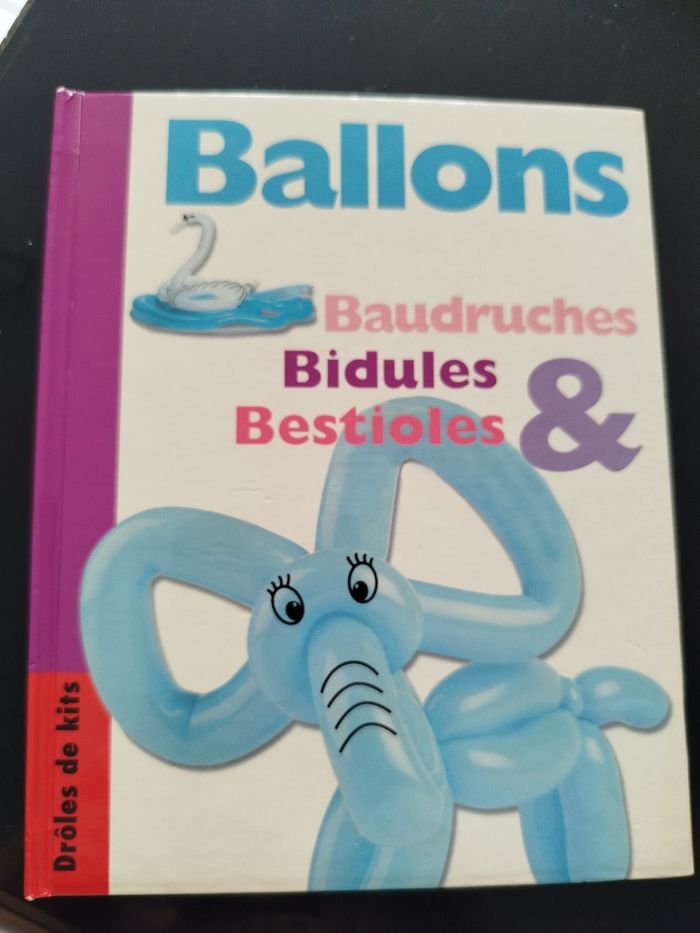 Ballons
Baudruches
Bidules
Bestioles &
Drôles de kits